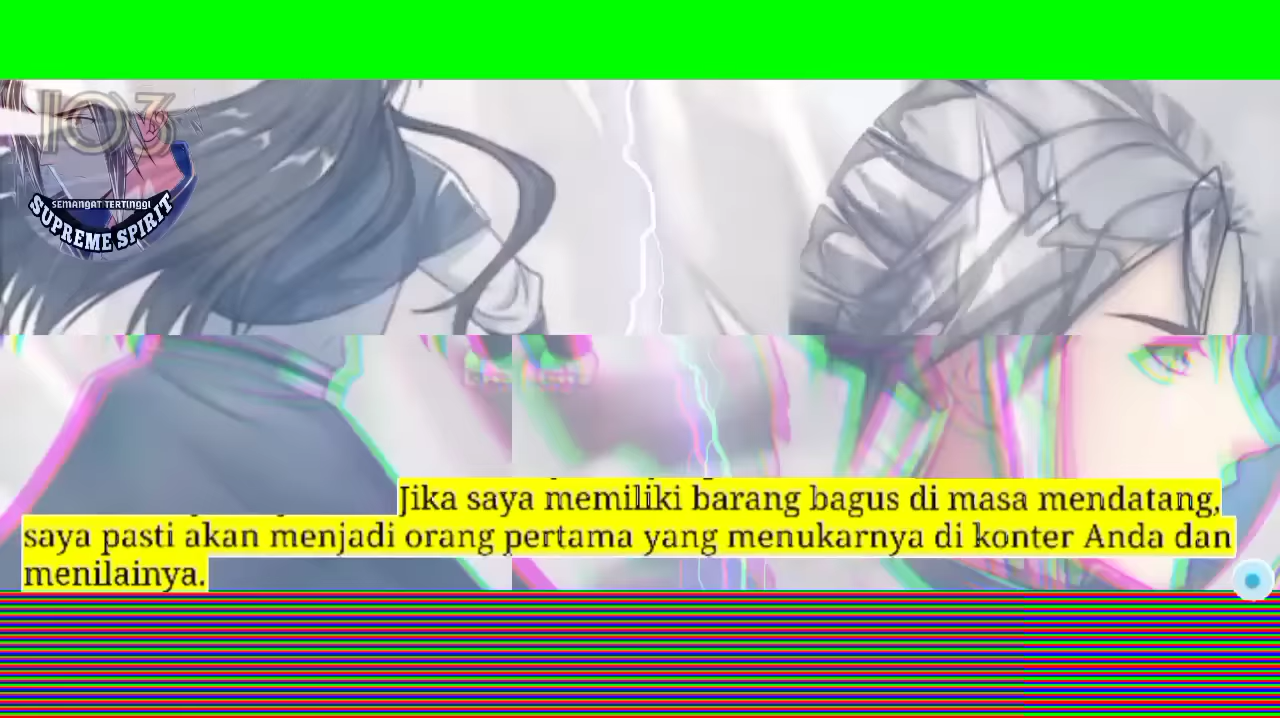 103
SEMANGAT TERTINGGI
SUPREME SPIRIT
Jika saya memiliki barang bagus di masa mendatang,
saya pasti akan menjadi orang pertama yang menukarnya di konter Anda dan
menilainya.